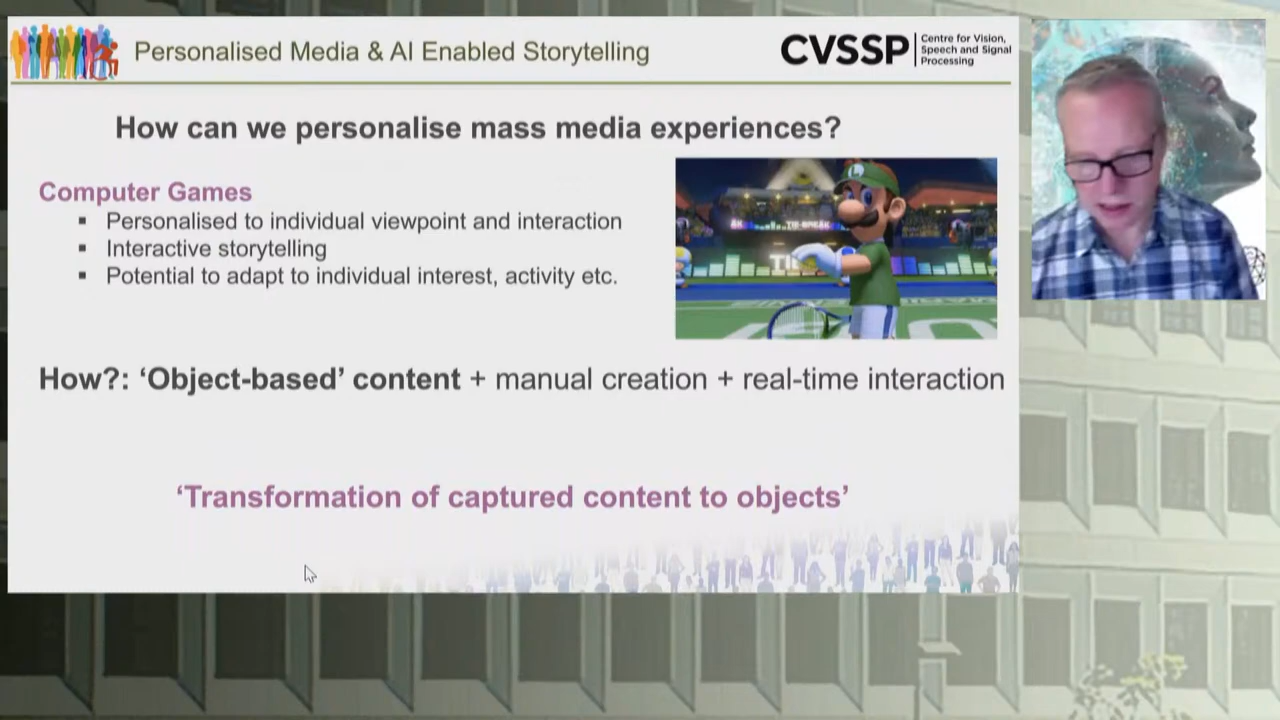 Personalised Media & AI Enabled Storytelling
CVSSP
Centre for Vision,
Speech and Signal
Processing
How can we personalise mass media experiences?
Computer Games
▪ Personalised to individual viewpoint and interaction
▪ Interactive storytelling
▪ Potential to adapt to individual interest, activity etc.
L
How?: ‘Object-based’ content + manual creation + real-time interaction
‘Transformation of captured content to objects’